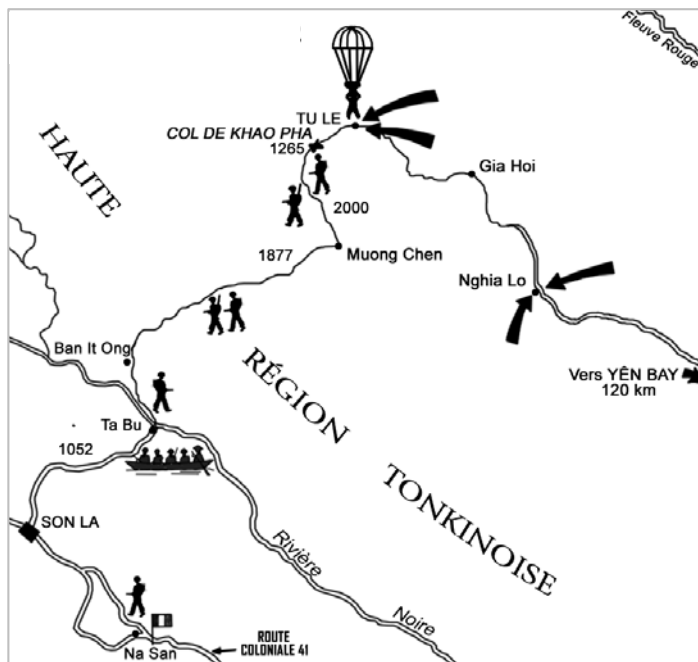 Fleuve Rouge
TU LE
COL DE KHAO PHA
1265
HAUTE
Gia Hoi
2000
1877
Muong Chen
Nghia Lo
Ban It Ong
RÉGION
Vers YÊN BAY
120 km
Ta Bu
1052
TONKINOISE
SON LA
Rivière
Noire
Na San
ROUTE
COLONIALE 41